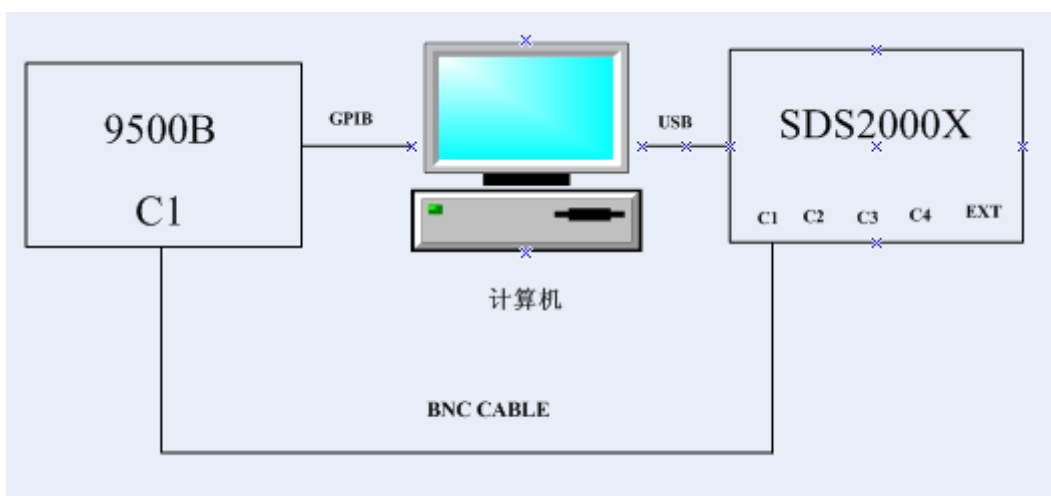 9500B
C1
GPIB
USB
SDS2000X
C1 C2 C3 C4 EXT
计算机
BNC CABLE